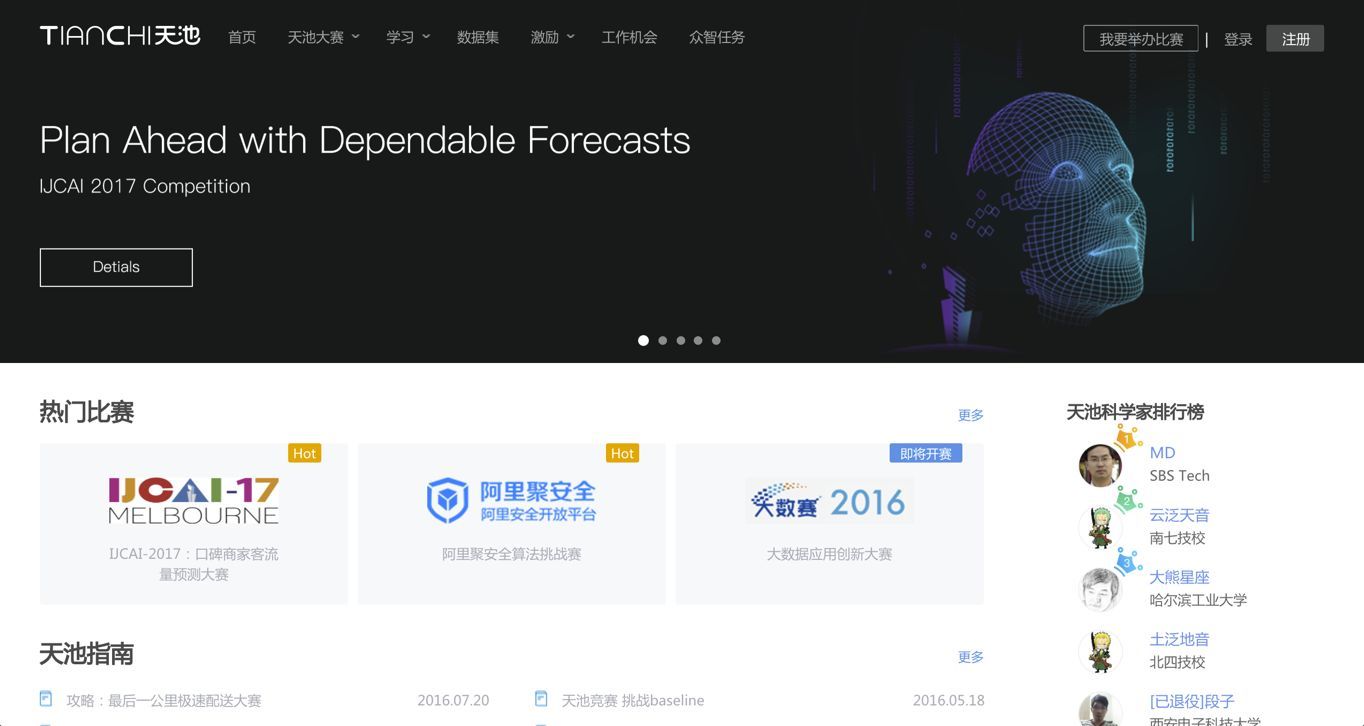 TIANCHI天池
首页
天池大赛
学习
数据集
激励
工作机会
众智任务
我要举办比赛
|
登录
注册
Plan Ahead with Dependable Forecasts
IJCAI 2017 Competition
Detials
热门比赛
更多
Hot
IJCAI-17
MELBOURNE
IJCAI-2017：口碑商家客流
量预测大赛
Hot
阿里聚安全
阿里安全开放平台
阿里聚安全算法挑战赛
即将开赛
大数赛 2016
大数据应用创新大赛
天池指南
更多
攻略：最后一公里极速配送大赛
2016.07.20
天池竞赛 挑战baseline
2016.05.18
天池科学家排行榜
1
MD
SBS Tech
2
云泛天音
南七技校
3
大熊星座
哈尔滨工业大学
土泛地音
北四技校
[已退役]段子
西安电子科技大学